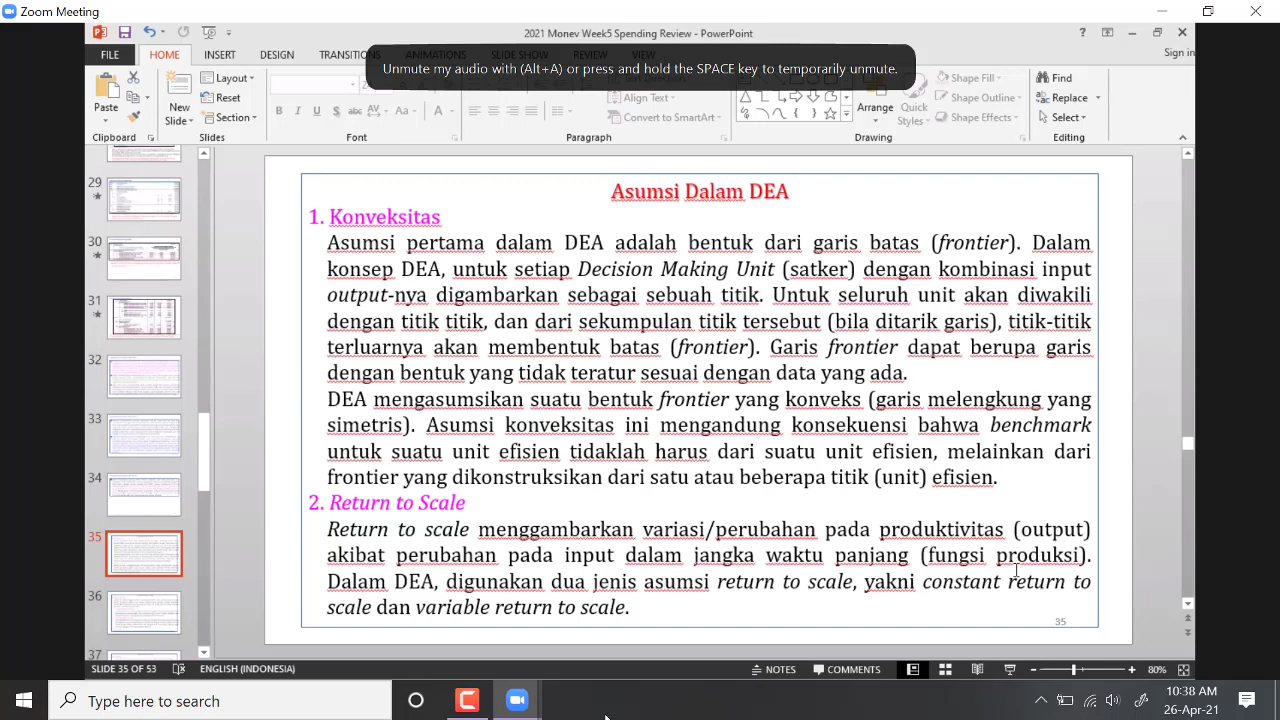 Zoom Meeting
2021 Monev Week5 Spending Review - PowerPoint
FILE HOME INSERT DESIGN TRANSITIONS ANIMATIONS SLIDE SHOW REVIEW VIEW Sign in
Unmute my audio with (Alt+A) or press and hold the SPACE key to temporarily unmute.
Paste
New
Slide
Layout
Reset
Section
B I U S abc AV Aa A
Align Text
Convert to SmartArt
Arrange
Quick
Styles
Shape Fill
Shape Outline
Shape Effects
Find
Replace
Select
Clipboard Slides Font Paragraph Drawing Editing
29
30
31
32
33
34
35
36
37
Asumsi Dalam DEA
1. Konveksitas
Asumsi pertama dalam DEA adalah bentuk dari garis batas (frontier). Dalam
konsep DEA, untuk setiap Decision Making Unit (satker) dengan kombinasi input
output-nya digambarkan sebagai sebuah titik. Untuk seluruh unit akan diwakili
dengan titik titik, dan dari sekumpulan titik tersebut (bila ditarik garis), titik-titik
terluarnya akan membentuk batas (frontier). Garis frontier dapat berupa garis
dengan bentuk yang tidak teratur sesuai dengan data yang ada.
DEA mengasumsikan suatu bentuk frontier yang konveks (garis melengkung yang
simetris). Asumsi konveksitas ini mengandung konsekuensi bahwa benchmark
untuk suatu unit efisien tidaklah harus dari suatu unit efisien, melainkan dari
frontier yang dikonstruksikan dari satu atau beberapa titik (unit) efisien.
2. Return to Scale
Return to scale menggambarkan variasi/perubahan pada produktivitas (output)
akibat perubahan pada input dalam jangka waktu panjang (fungsi produksi).
Dalam DEA, digunakan dua jenis asumsi return to scale, yakni constant return to
scale dan variable return to scale.
35
SLIDE 35 OF 53 ENGLISH (INDONESIA) NOTES COMMENTS 80%
Type here to search
10:38 AM
26-Apr-21